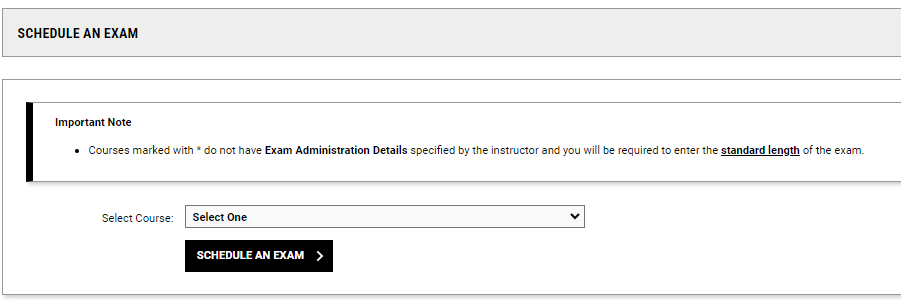 SCHEDULE AN EXAM
Important Note
• Courses marked with * do not have Exam Administration Details specified by the instructor and you will be required to enter the standard length of the exam.
Select Course: Select One
SCHEDULE AN EXAM